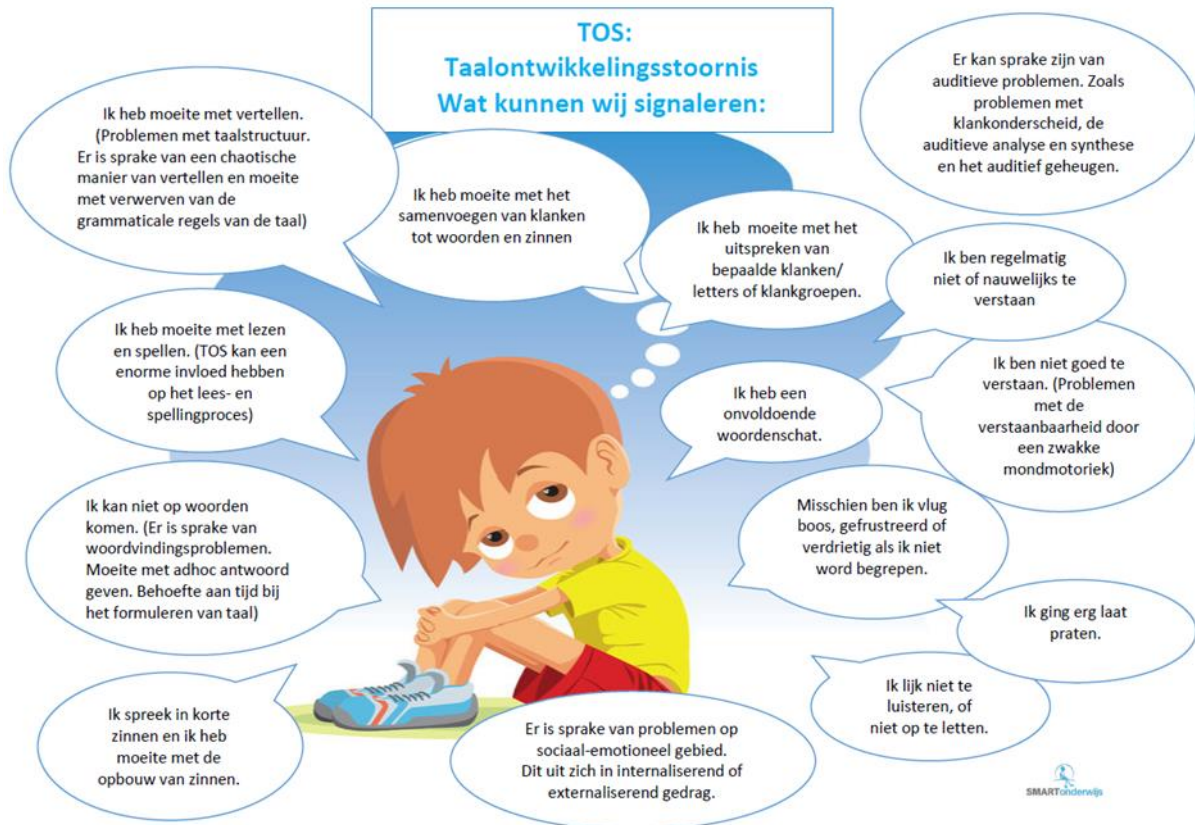 TOS:
Taalontwikkelingsstoornis
Wat kunnen wij signaleren:
Ik heb moeite met vertellen.
(Problemen met taalstructuur.
Er is sprake van een chaotische
manier van vertellen en moeite
met verwerven van de
grammaticale regels van de taal)
Ik heb moeite met het
samenvoegen van klanken
tot woorden en zinnen
Ik heb moeite met het
uitspreken van
bepaalde klanken/
letters of klankgroepen.
Er kan sprake zijn van
auditieve problemen. Zoals
problemen met
klankonderscheid, de
auditieve analyse en synthese
en het auditief geheugen.
Ik ben regelmatig
niet of nauwelijks te
verstaan
Ik heb moeite met lezen
en spellen. (TOS kan een
enorme invloed hebben
op het lees- en
spellingproces)
Ik heb een
onvoldoende
woordenschat.
Ik ben niet goed te
verstaan. (Problemen
met de
verstaanbaarheid door
een zwakke
mondmotoriek)
Ik kan niet op woorden
komen. (Er is sprake van
woordvindingsproblemen.
Moeite met adhoc antwoord
geven. Behoefte aan tijd bij
het formuleren van taal)
Misschien ben ik vlug
boos, gefrustreerd of
verdrietig als ik niet
word begrepen.
Ik ging erg laat
praten.
Ik spreek in korte
zinnen en ik heb
moeite met de
opbouw van zinnen.
Er is sprake van problemen op
sociaal-emotioneel gebied.
Dit uit zich in internaliserend of
externaliserend gedrag.
Ik lijk niet te
luisteren, of
niet op te letten.
SMARTonderwijs